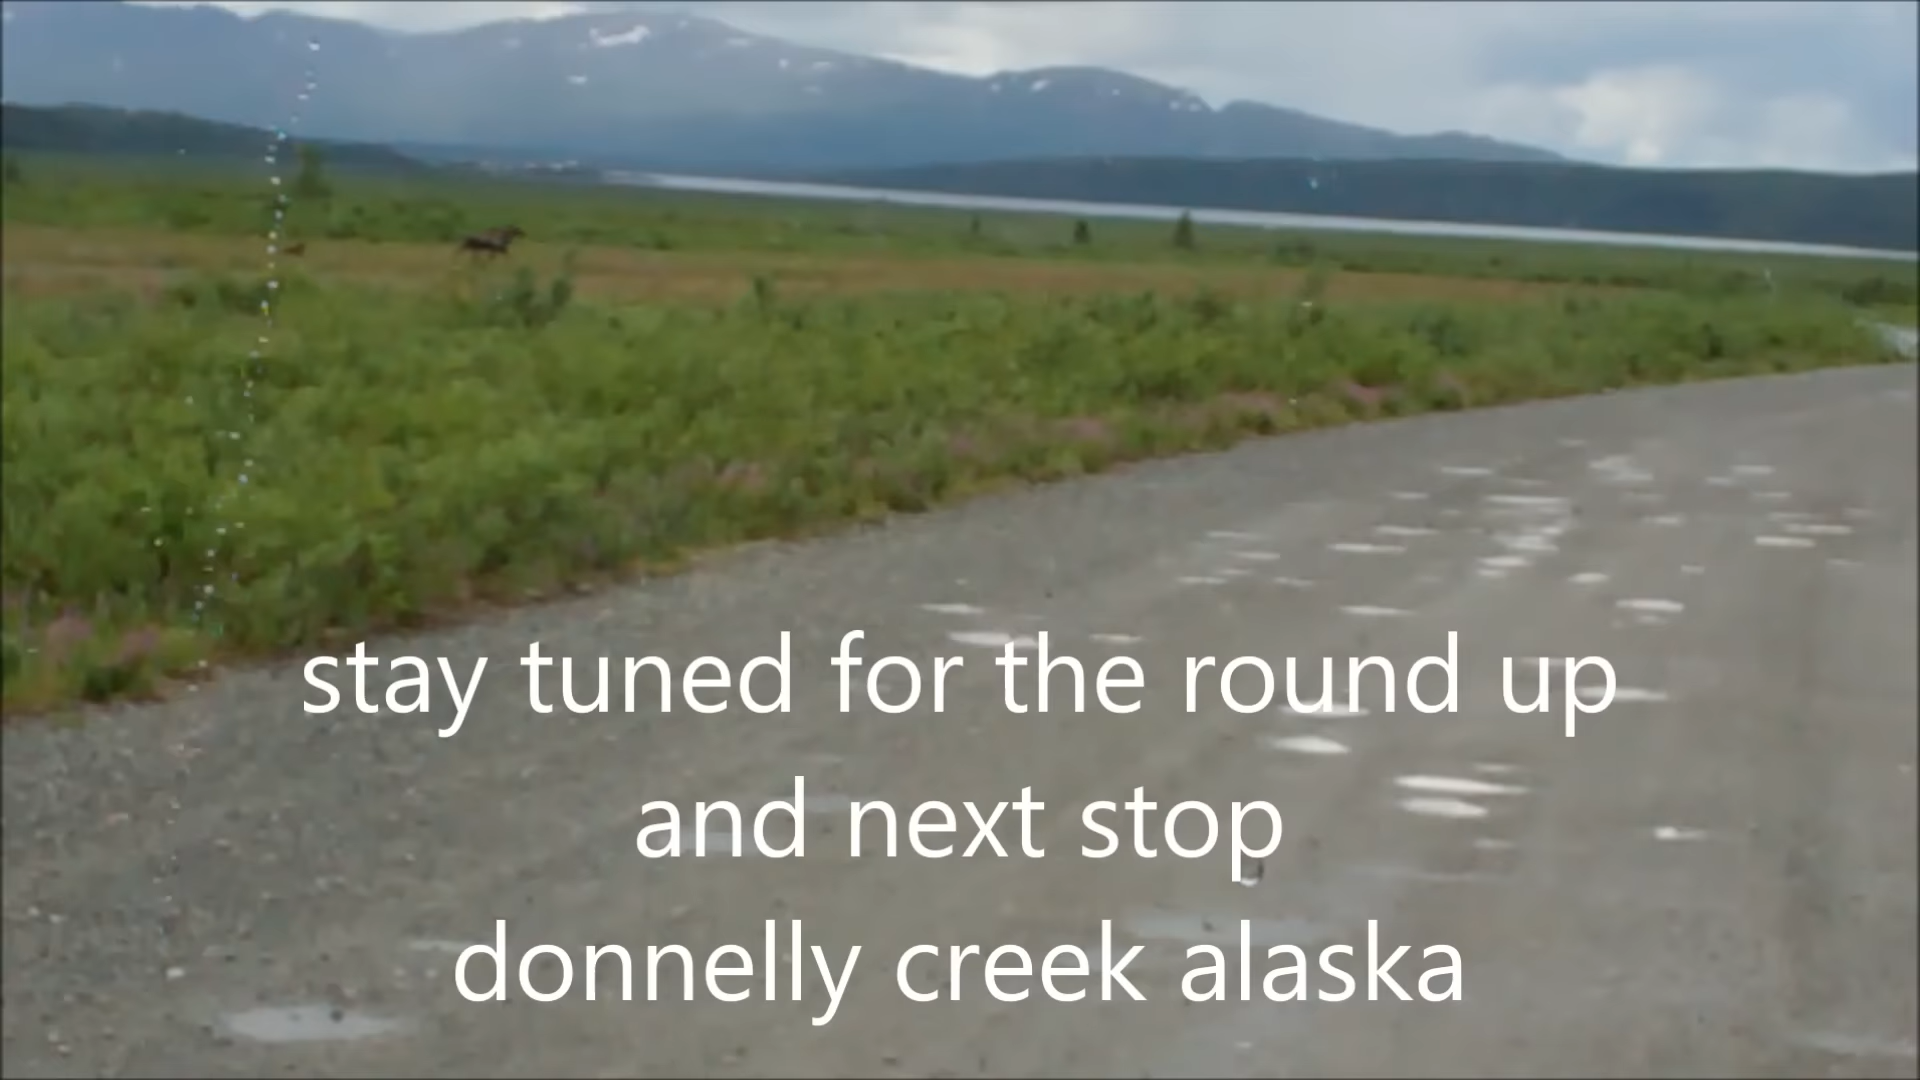 stay tuned for the round up
and next stop
donnelly creek alaska